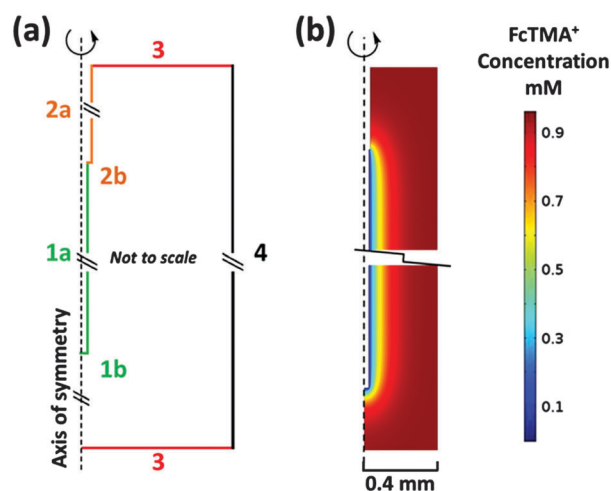 (a)
3
2a
2b
1a
Not to scale
4
1b
Axis of symmetry
3
(b)
0.4 mm
FcTMA⁺
Concentration
mM
0.9
0.7
0.5
0.3
0.1